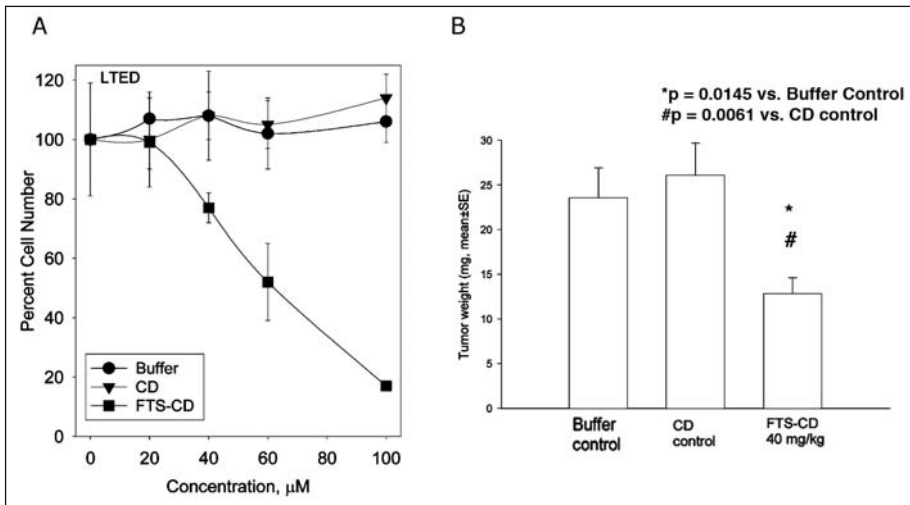 A
LTED
120
100
80
60
40
20
0
Percent Cell Number
Buffer
CD
FTS-CD
0 20 40 60 80 100
Concentration, μM
B
*p = 0.0145 vs. Buffer Control
#p = 0.0061 vs. CD control
30
25
20
15
10
5
0
Tumor weight (mg, mean±SE)
*
#
Buffer
control
CD
control
FTS-CD
40 mg/kg